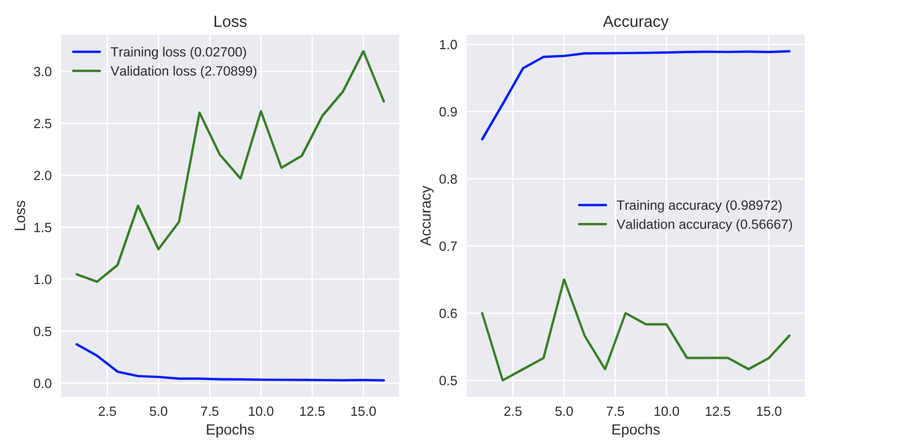 Loss
Training loss (0.02700)
Validation loss (2.70899)
3.0
2.5
2.0
1.5
1.0
0.5
0.0
Loss
2.5 5.0 7.5 10.0 12.5 15.0
Epochs
Accuracy
1.0
0.9
0.8
0.7
0.6
0.5
Accuracy
Training accuracy (0.98972)
Validation accuracy (0.56667)
2.5 5.0 7.5 10.0 12.5 15.0
Epochs